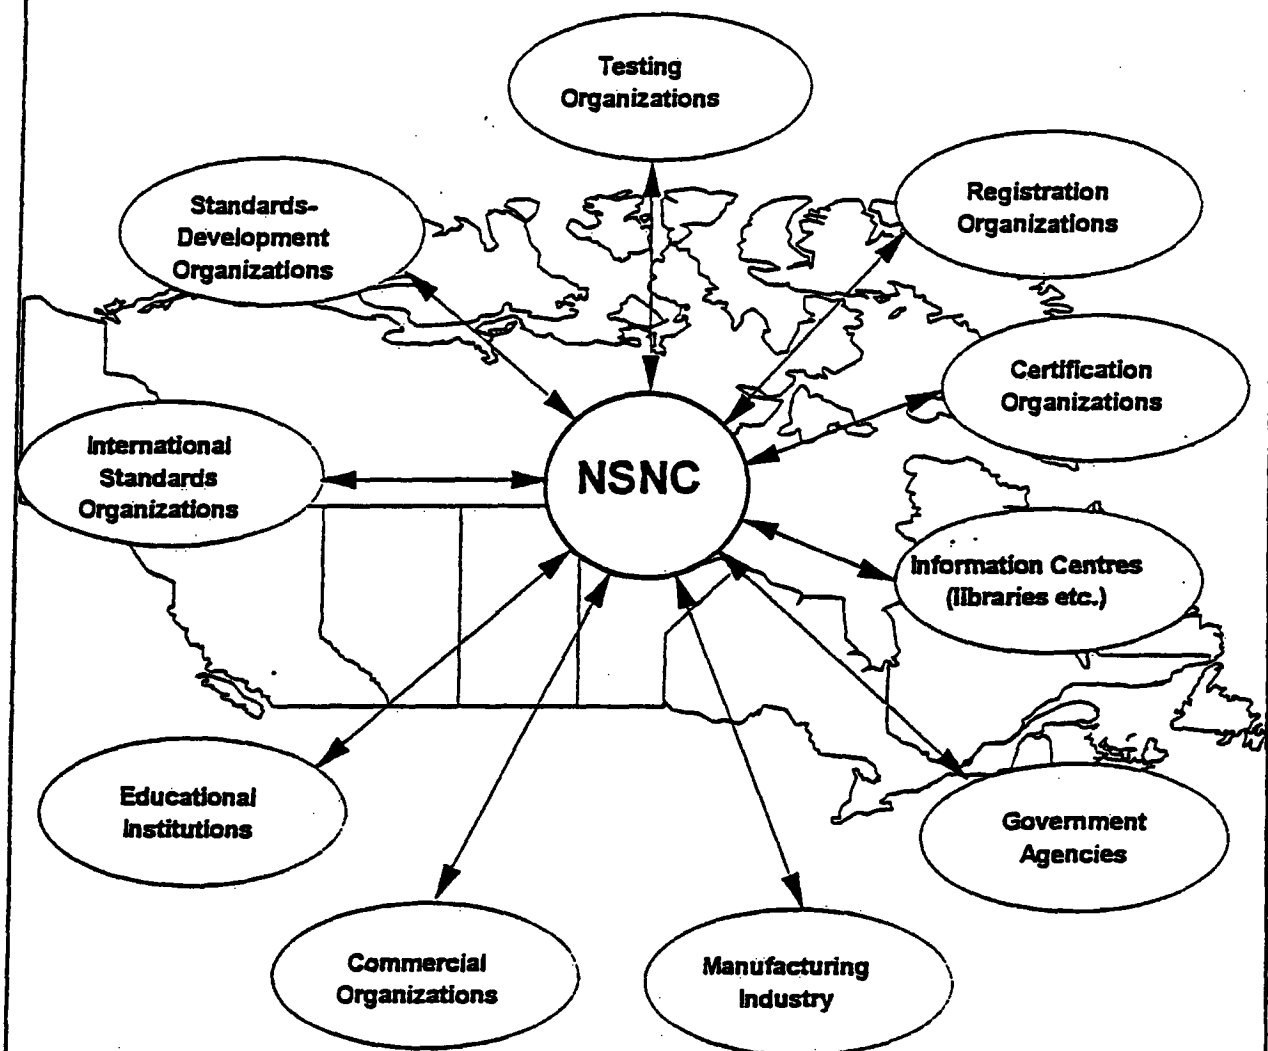 Testing
Organizations
Registration
Organizations
Standards-
Development
Organizations
Certification
Organizations
International
Standards
Organizations
NSNC
Information Centres
(libraries etc.)
Educational
Institutions
Government
Agencies
Commercial
Organizations
Manufacturing
Industry